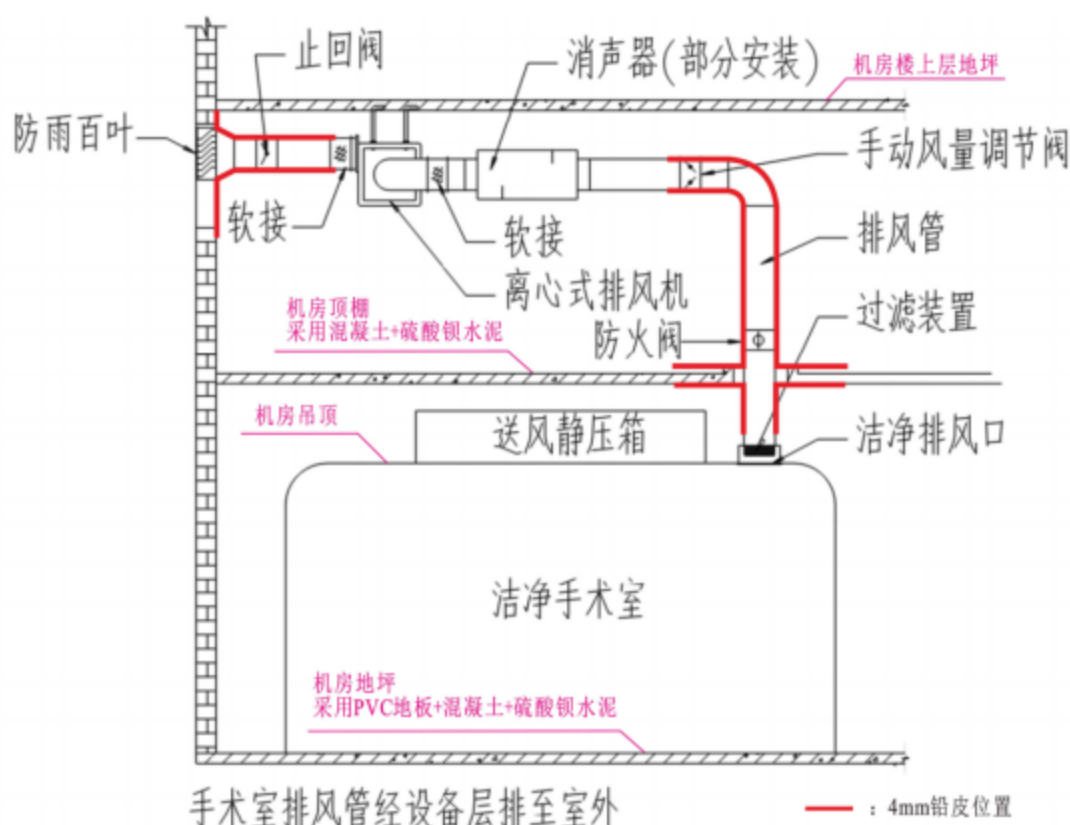 止回阀
消声器(部分安装)
机房楼上层地坪
防雨百叶
手动风量调节阀
软接
软接
排风管
离心式排风机
机房顶棚
采用混凝土+硫酸钡水泥
防火阀
过滤装置
机房吊顶
送风静压箱
洁净排风口
洁净手术室
机房地坪
采用PVC地板+混凝土+硫酸钡水泥
手术室排风管经设备层排至室外
：4mm铅皮位置